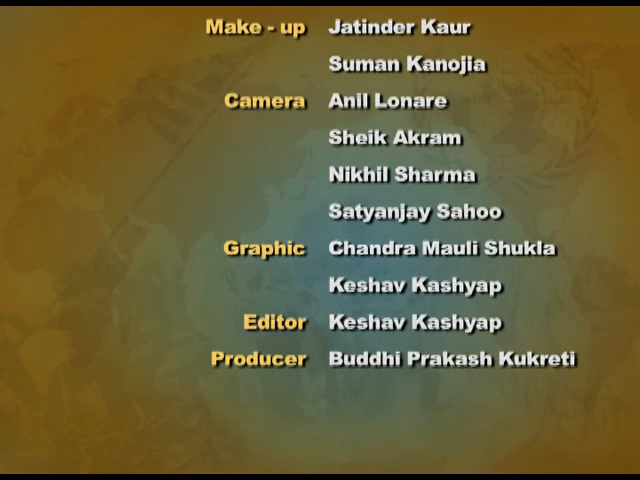 Make - up Jatinder Kaur
Suman Kanojia
Camera Anil Lonare
Sheik Akram
Nikhil Sharma
Satyanjay Sahoo
Graphic Chandra Mauli Shukla
Keshav Kashyap
Editor Keshav Kashyap
Producer Buddhi Prakash Kukreti